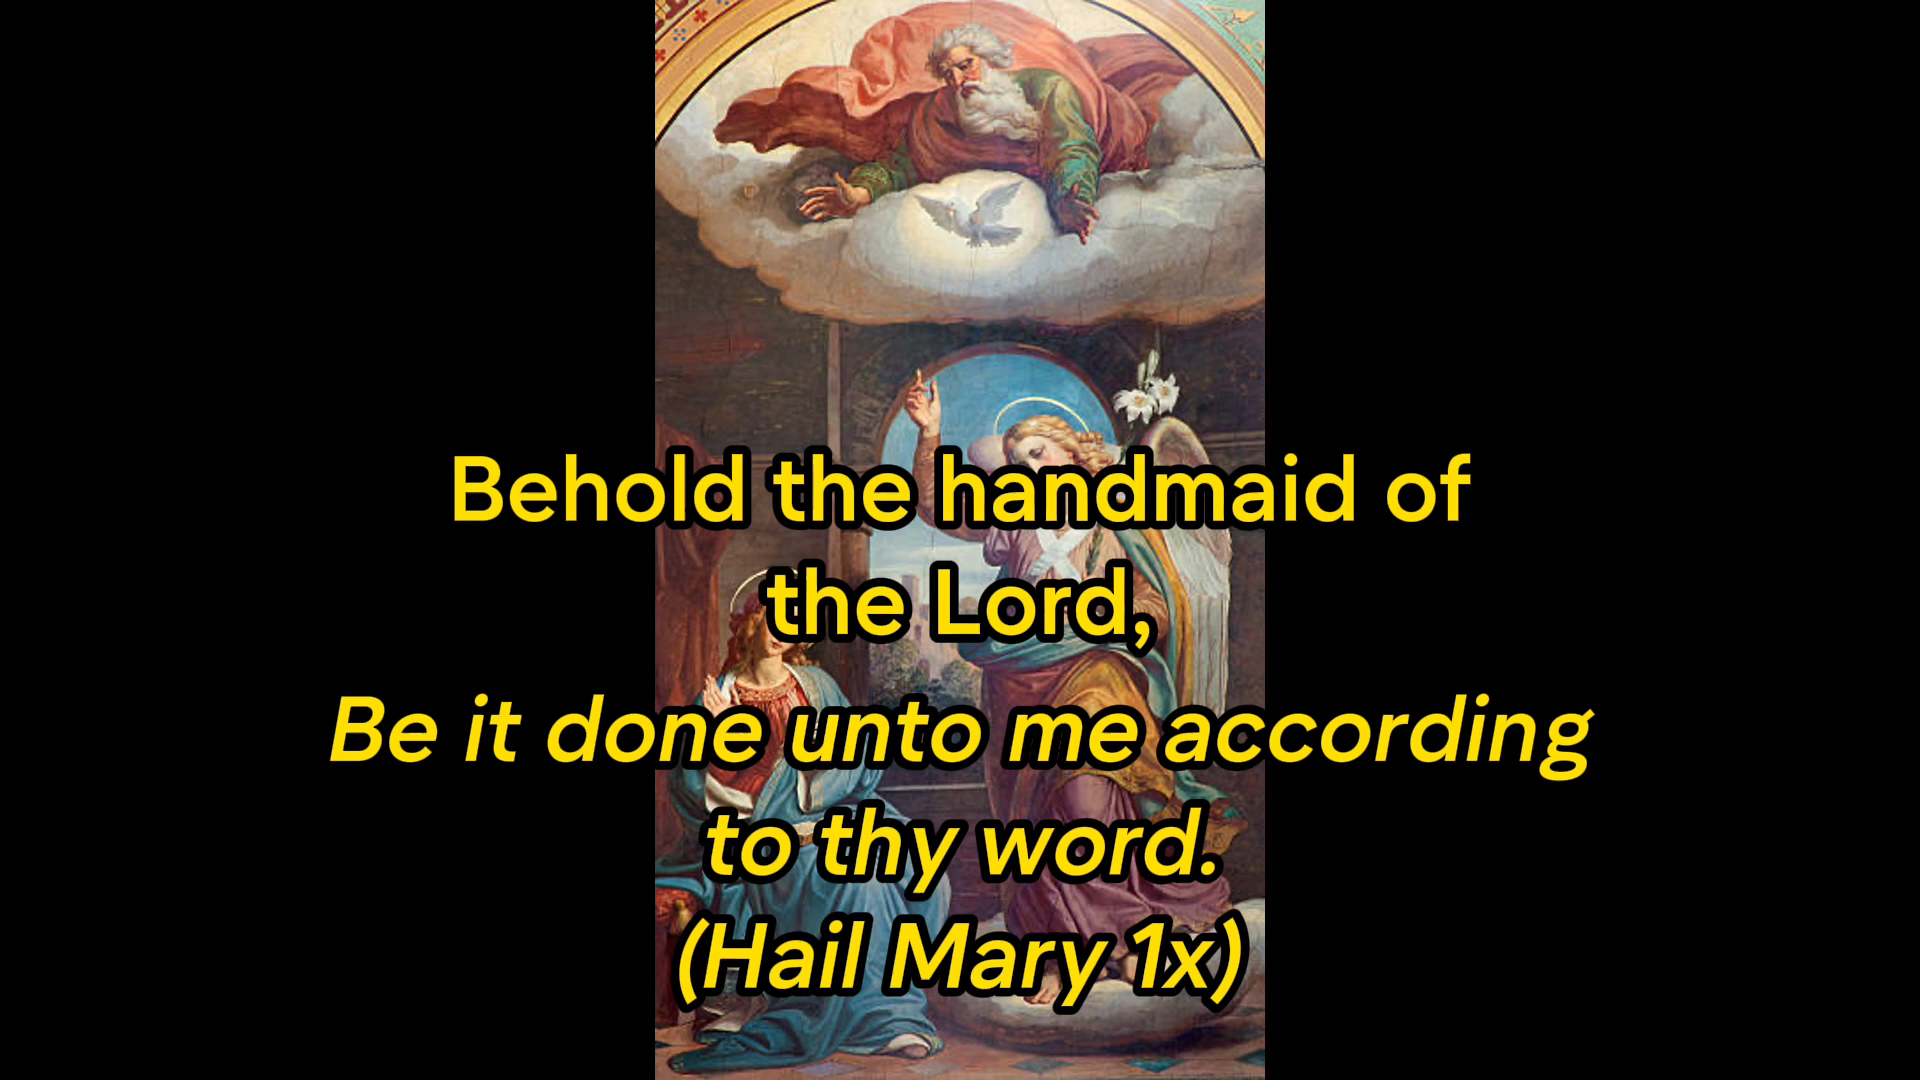 Behold the handmaid of
the Lord,
Be it done unto me according
to thy word.
(Hail Mary 1x)